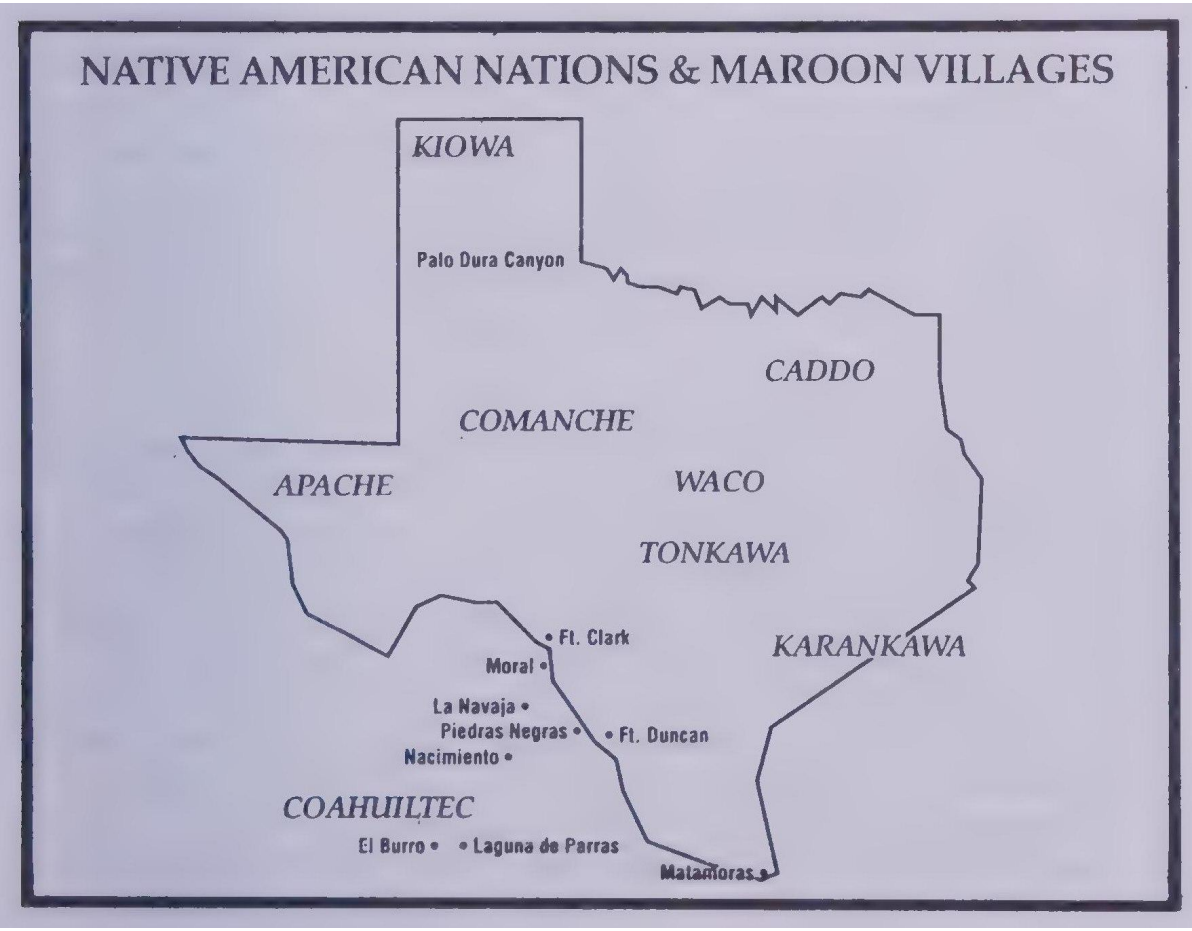 NATIVE AMERICAN NATIONS & MAROON VILLAGES
KIOWA
Palo Dura Canyon
CADDO
COMANCHE
APACHE
WACO
TONKAWA
Ft. Clark
KARANKAWA
Moral
La Navaja
Piedras Negras
Ft. Duncan
Nacimiento
COAHUILTEC
El Burro
Laguna de Parras
Matamoras